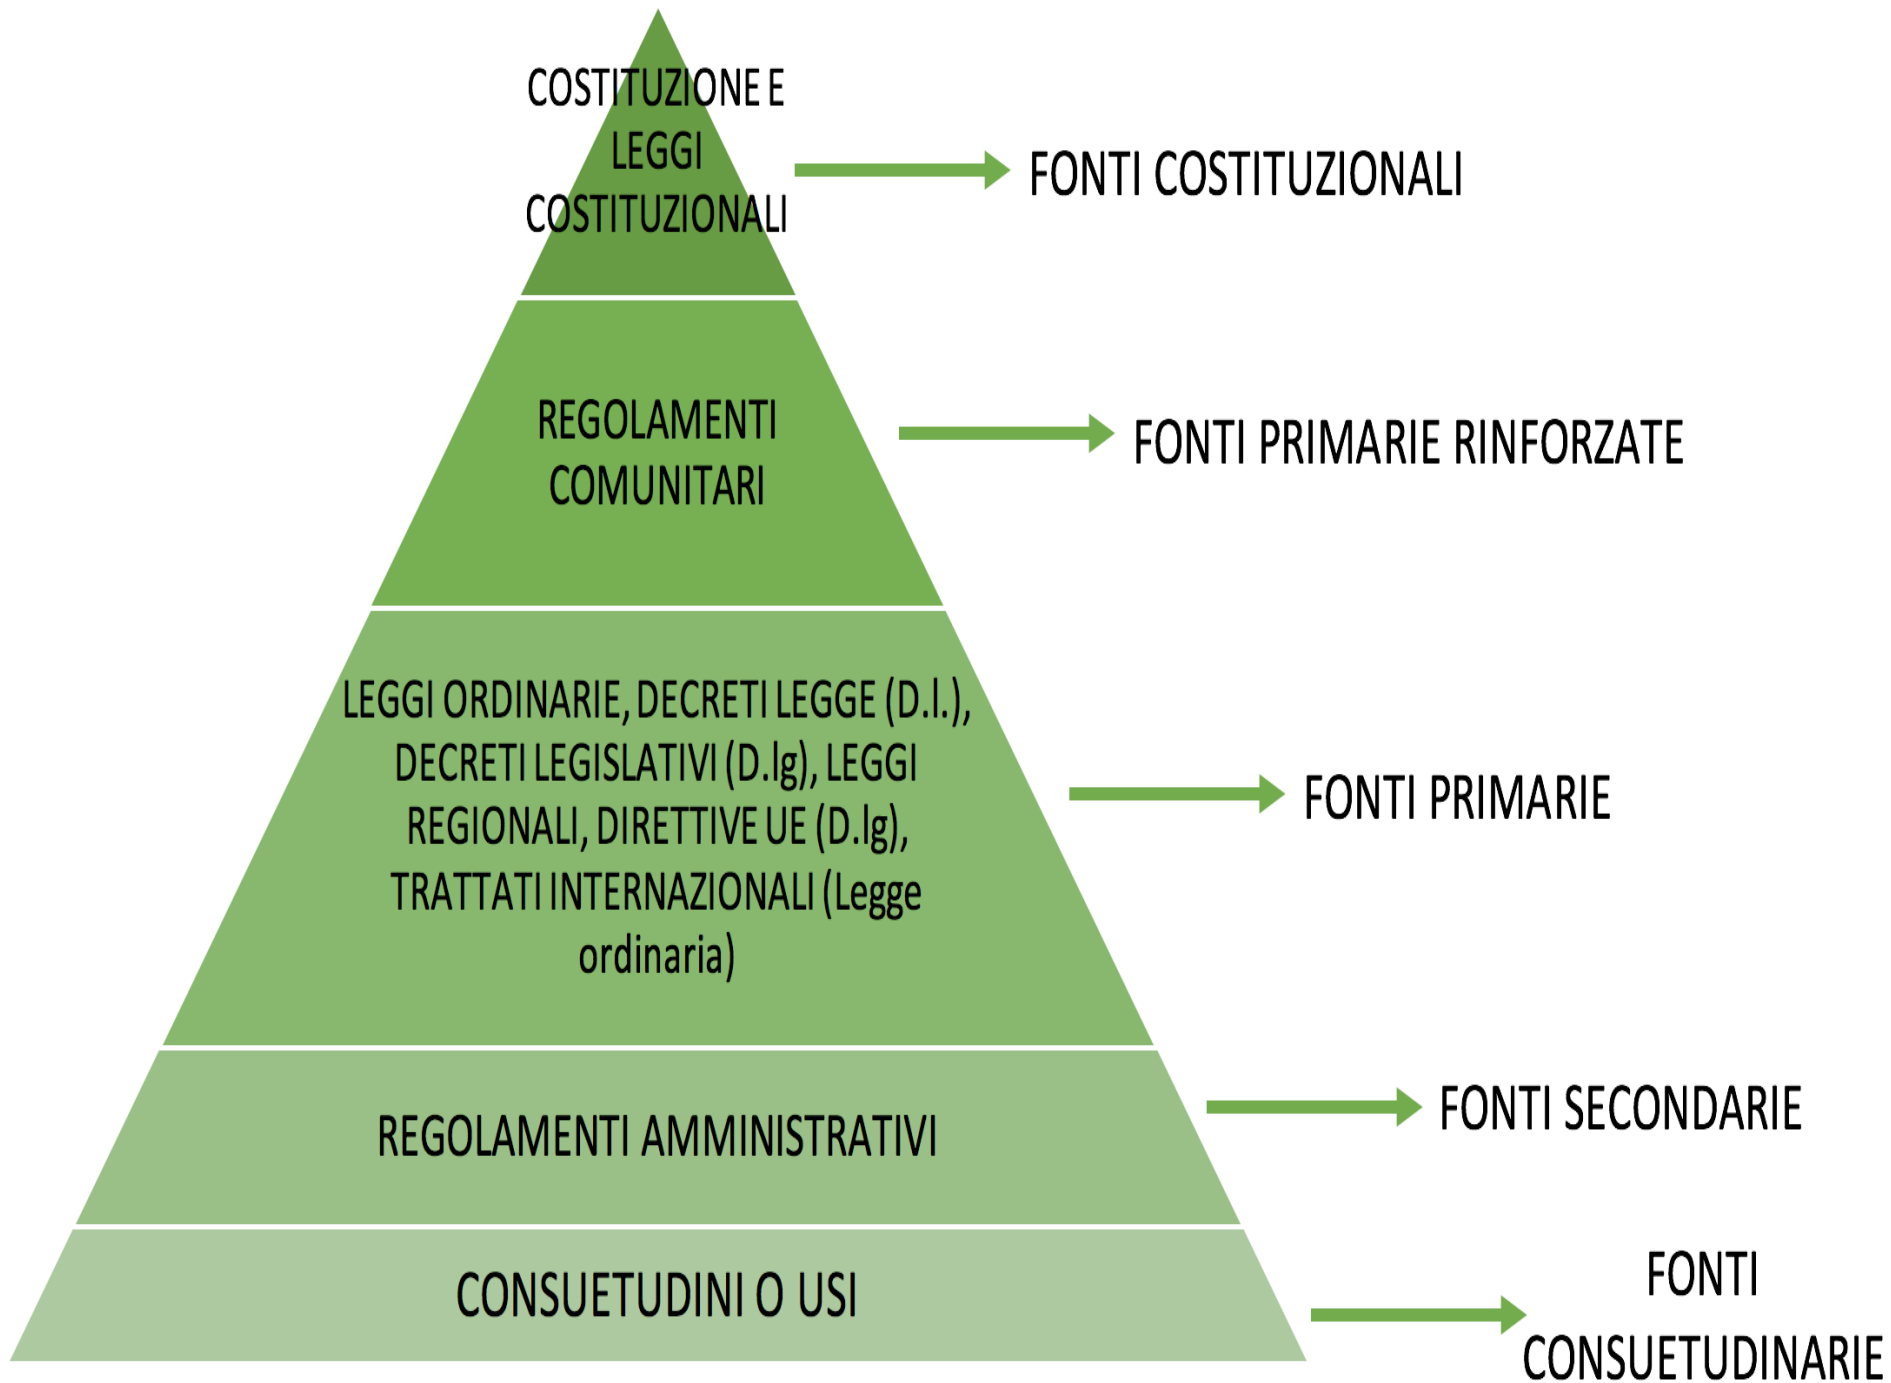 COSTITUZIONE E
LEGGI
COSTITUZIONALI
FONTI COSTITUZIONALI
REGOLAMENTI
COMUNITARI
FONTI PRIMARIE RINFORZATE
LEGGI ORDINARIE, DECRETI LEGGE (D.l.),
DECRETI LEGISLATIVI (D.lg), LEGGI
REGIONALI, DIRETTIVE UE (D.lg),
TRATTATI INTERNAZIONALI (Legge
ordinaria)
FONTI PRIMARIE
REGOLAMENTI AMMINISTRATIVI
FONTI SECONDARIE
CONSUETUDINI O USI
FONTI
CONSUETUDINARIE